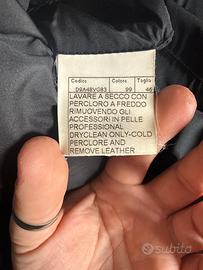 Codice Colore Taglia
D9A48VG83 99 46
LAVARE A SECCO CON
PERCLORO A FREDDO
RIMUOVENDO GLI
ACCESSORI IN PELLE
PROFESSIONAL
DRYCLEAN ONLY-COLD
PERCLORE AND
REMOVE LEATHER
subito